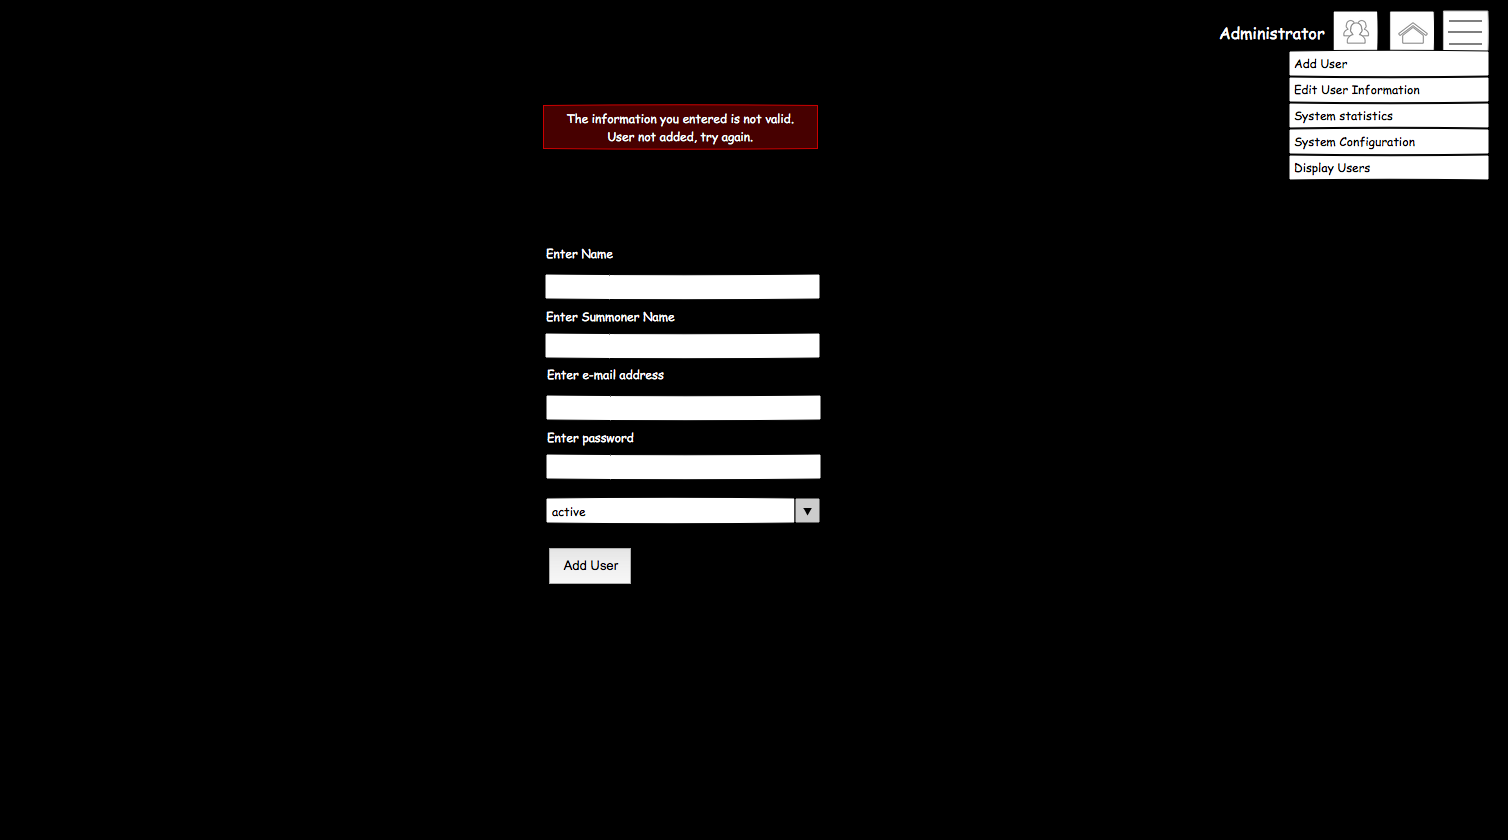 Administrator
Add User
Edit User Information
System statistics
System Configuration
Display Users
The information you entered is not valid.
User not added, try again.
Enter Name
Enter Summoner Name
Enter e-mail address
Enter password
active
Add User